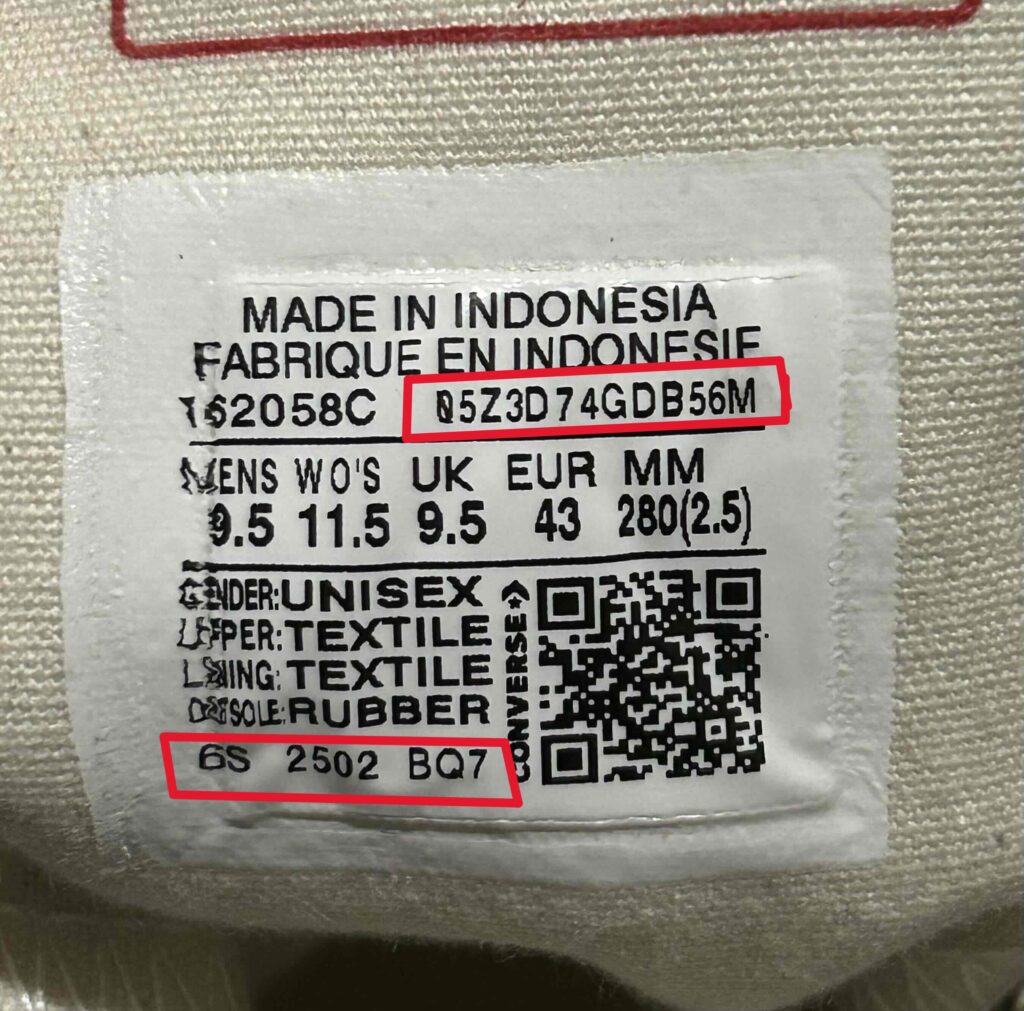 MADE IN INDONESIA
FABRIQUE EN INDONESIE
162058C 05Z3D74GDB56M
MENS WO'S UK EUR MM
9.5 11.5 9.5 43 280(2.5)
GENDER:UNISEX
UPPER:TEXTILE
LINING:TEXTILE
OUTSOLE:RUBBER
6S 2502 BQ7
CONVERSE